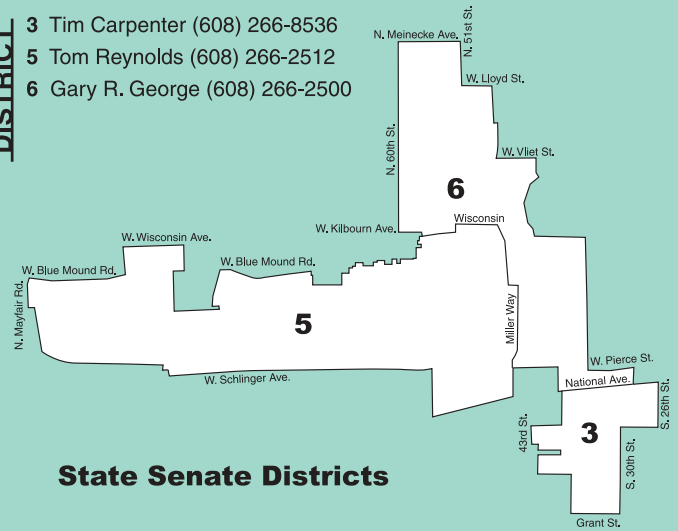 DISTRICT
3 Tim Carpenter (608) 266-8536
5 Tom Reynolds (608) 266-2512
6 Gary R. George (608) 266-2500
N. Meinecke Ave.
N. 51st St.
W. Lloyd St.
N. 60th St.
W. Vliet St.
6
Wisconsin
W. Kilbourn Ave.
W. Wisconsin Ave.
W. Blue Mound Rd.
W. Blue Mound Rd.
N. Mayfair Rd.
5
Miller Way
W. Pierce St.
W. Schlinger Ave.
National Ave.
S. 26th St.
43rd St.
3
S. 30th St.
State Senate Districts
Grant St.